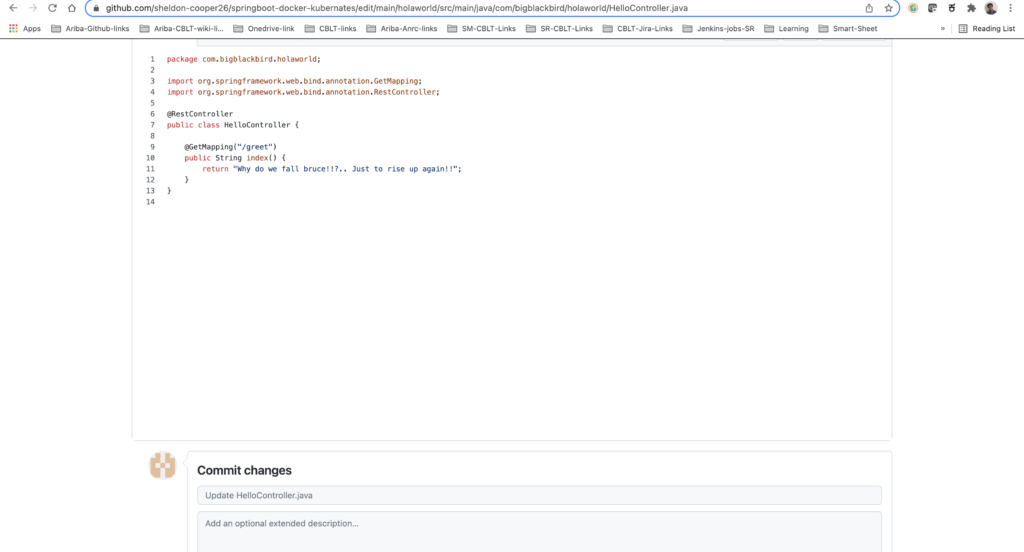 github.com/sheldon-cooper26/springboot-docker-kubernates/edit/main/holaworld/src/main/java/com/bigblackbird/holaworld/HelloController.java
Apps Ariba-Github-links Ariba-CBLT-wiki-li... Onedrive-link CBLT-links Ariba-Anrc-links SM-CBLT-Links SR-CBLT-Links CBLT-Jira-Links Jenkins-jobs-SR Learning Smart-Sheet » Reading List
1 package com.bigblackbird.holaworld;
2
3 import org.springframework.web.bind.annotation.GetMapping;
4 import org.springframework.web.bind.annotation.RestController;
5
6 @RestController
7 public class HelloController {
8
9 @GetMapping("/greet")
10 public String index() {
11 return "Why do we fall bruce!!?.. Just to rise up again!!";
12 }
13 }
14
Commit changes
Update HelloController.java
Add an optional extended description...